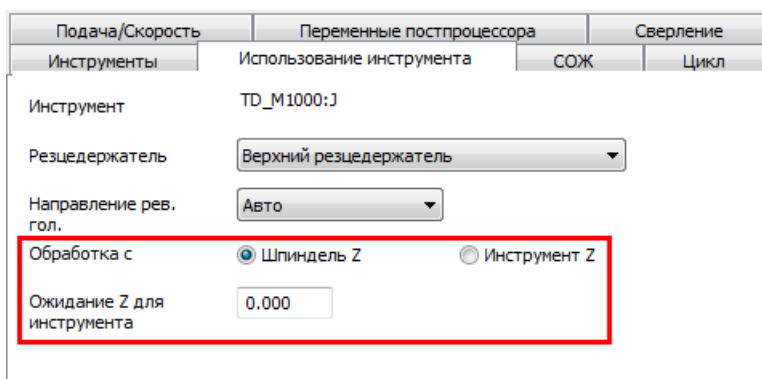 Подача/Скорость Переменные постпроцессора Сверление
Инструменты Использование инструмента СОЖ Цикл
Инструмент TD_M1000:J
Резцедержатель Верхний резцедержатель
Направление рев. Авто
гол.
Обработка с Шпиндель Z Инструмент Z
Ожидание Z для 0.000
инструмента